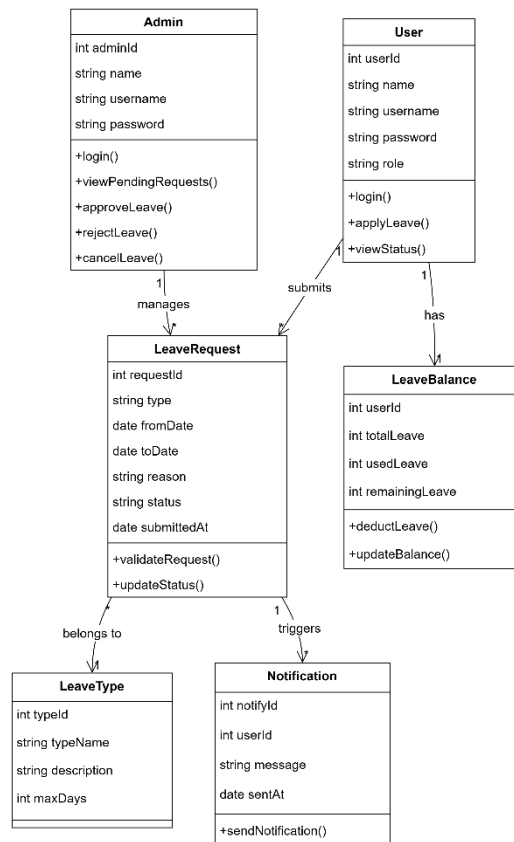 Admin
int adminId
string name
string username
string password
+login()
+viewPendingRequests()
+approveLeave()
+rejectLeave()
+cancelLeave()
User
int userId
string name
string username
string password
string role
+login()
+applyLeave()
+viewStatus()
1
manages
*
1
submits
*
1
has
1
LeaveRequest
int requestId
string type
date fromDate
date toDate
string reason
string status
date submittedAt
+validateRequest()
+updateStatus()
LeaveBalance
int userId
int totalLeave
int usedLeave
int remainingLeave
+deductLeave()
+updateBalance()
*
belongs to
1
1
triggers
*
LeaveType
int typeId
string typeName
string description
int maxDays
Notification
int notifyId
int userId
string message
date sentAt
+sendNotification()